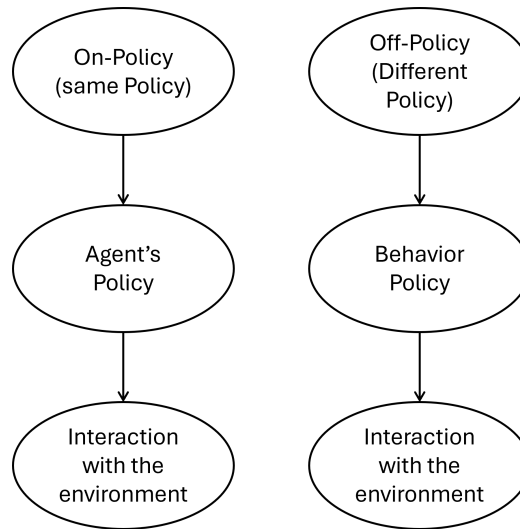 On-Policy
(same Policy)
Off-Policy
(Different
Policy)
Agent’s
Policy
Behavior
Policy
Interaction
with the
environment
Interaction
with the
environment